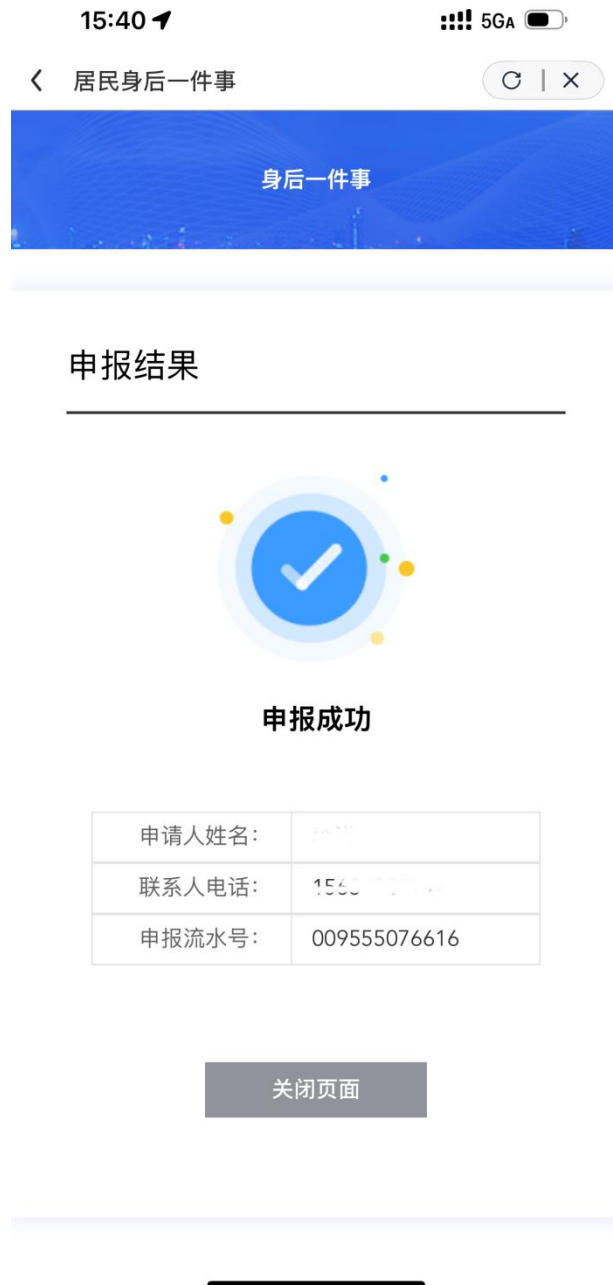 15:40 5GA
居民身后一件事
身后一件事
申报结果
申报成功
申请人姓名：
联系人电话：
申报流水号： 009555076616
关闭页面